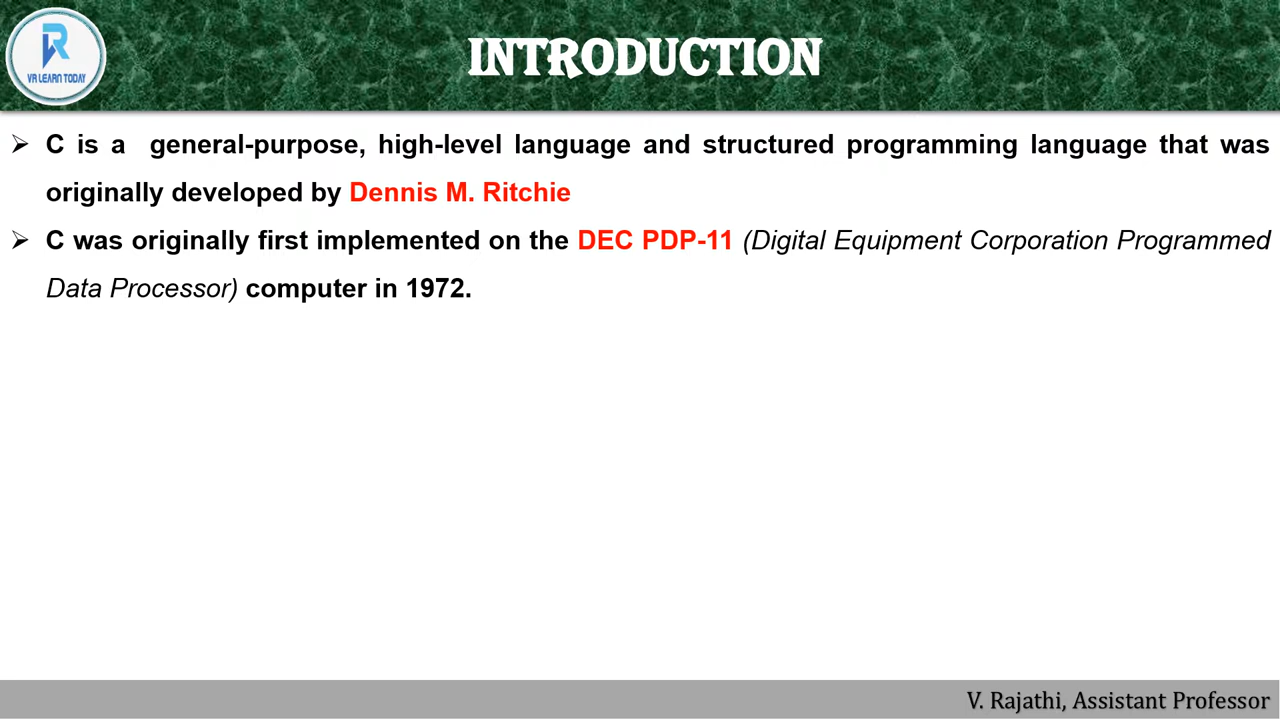 VR LEARN TODAY
INTRODUCTION
➢ C is a general-purpose, high-level language and structured programming language that was
originally developed by Dennis M. Ritchie
➢ C was originally first implemented on the DEC PDP-11 (Digital Equipment Corporation Programmed
Data Processor) computer in 1972.
V. Rajathi, Assistant Professor